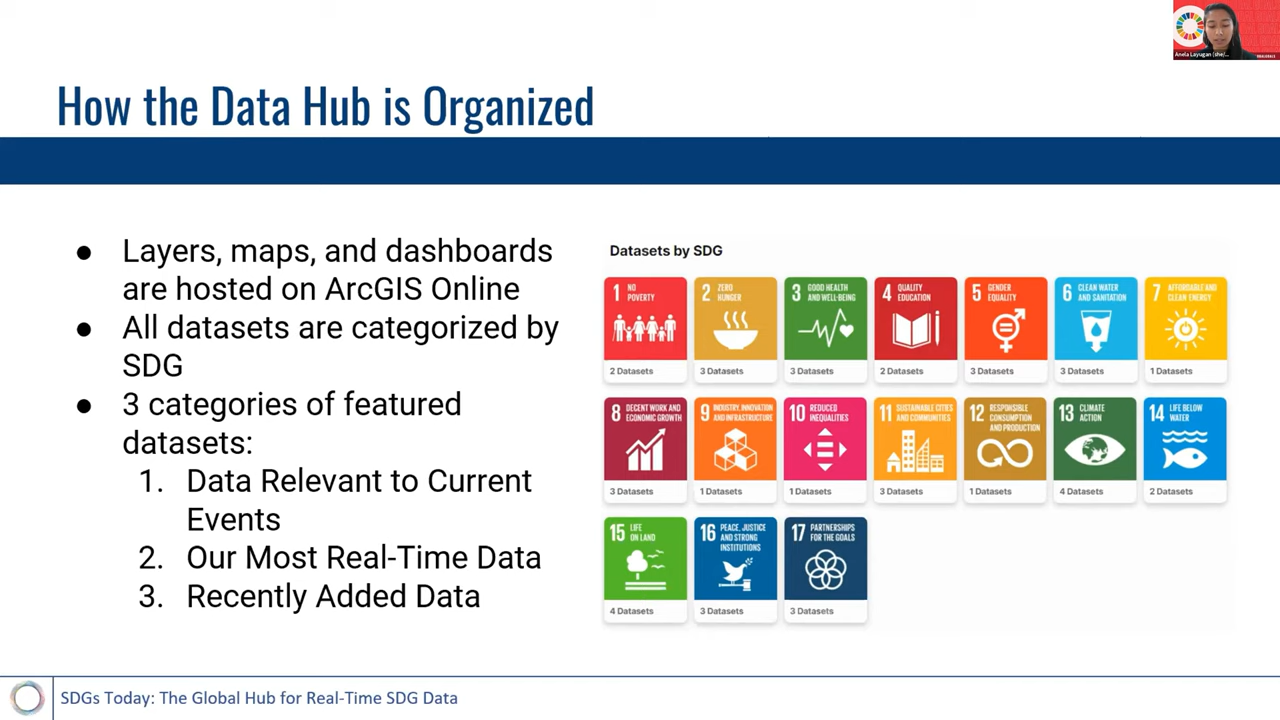 Anela Layugan (she/...
How the Data Hub is Organized
● Layers, maps, and dashboards
are hosted on ArcGIS Online
● All datasets are categorized by
SDG
● 3 categories of featured
datasets:
1. Data Relevant to Current
Events
2. Our Most Real-Time Data
3. Recently Added Data
Datasets by SDG
1 NO
POVERTY
2 Datasets
2 ZERO
HUNGER
3 Datasets
3 GOOD HEALTH
AND WELL-BEING
3 Datasets
4 QUALITY
EDUCATION
2 Datasets
5 GENDER
EQUALITY
3 Datasets
6 CLEAN WATER
AND SANITATION
3 Datasets
7 AFFORDABLE AND
CLEAN ENERGY
1 Datasets
8 DECENT WORK AND
ECONOMIC GROWTH
3 Datasets
9 INDUSTRY, INNOVATION
AND INFRASTRUCTURE
1 Datasets
10 REDUCED
INEQUALITIES
1 Datasets
11 SUSTAINABLE CITIES
AND COMMUNITIES
3 Datasets
12 RESPONSIBLE
CONSUMPTION
AND PRODUCTION
1 Datasets
13 CLIMATE
ACTION
4 Datasets
14 LIFE BELOW
WATER
2 Datasets
15 LIFE
ON LAND
4 Datasets
16 PEACE, JUSTICE
AND STRONG
INSTITUTIONS
3 Datasets
17 PARTNERSHIPS
FOR THE GOALS
3 Datasets
SDGs Today: The Global Hub for Real-Time SDG Data